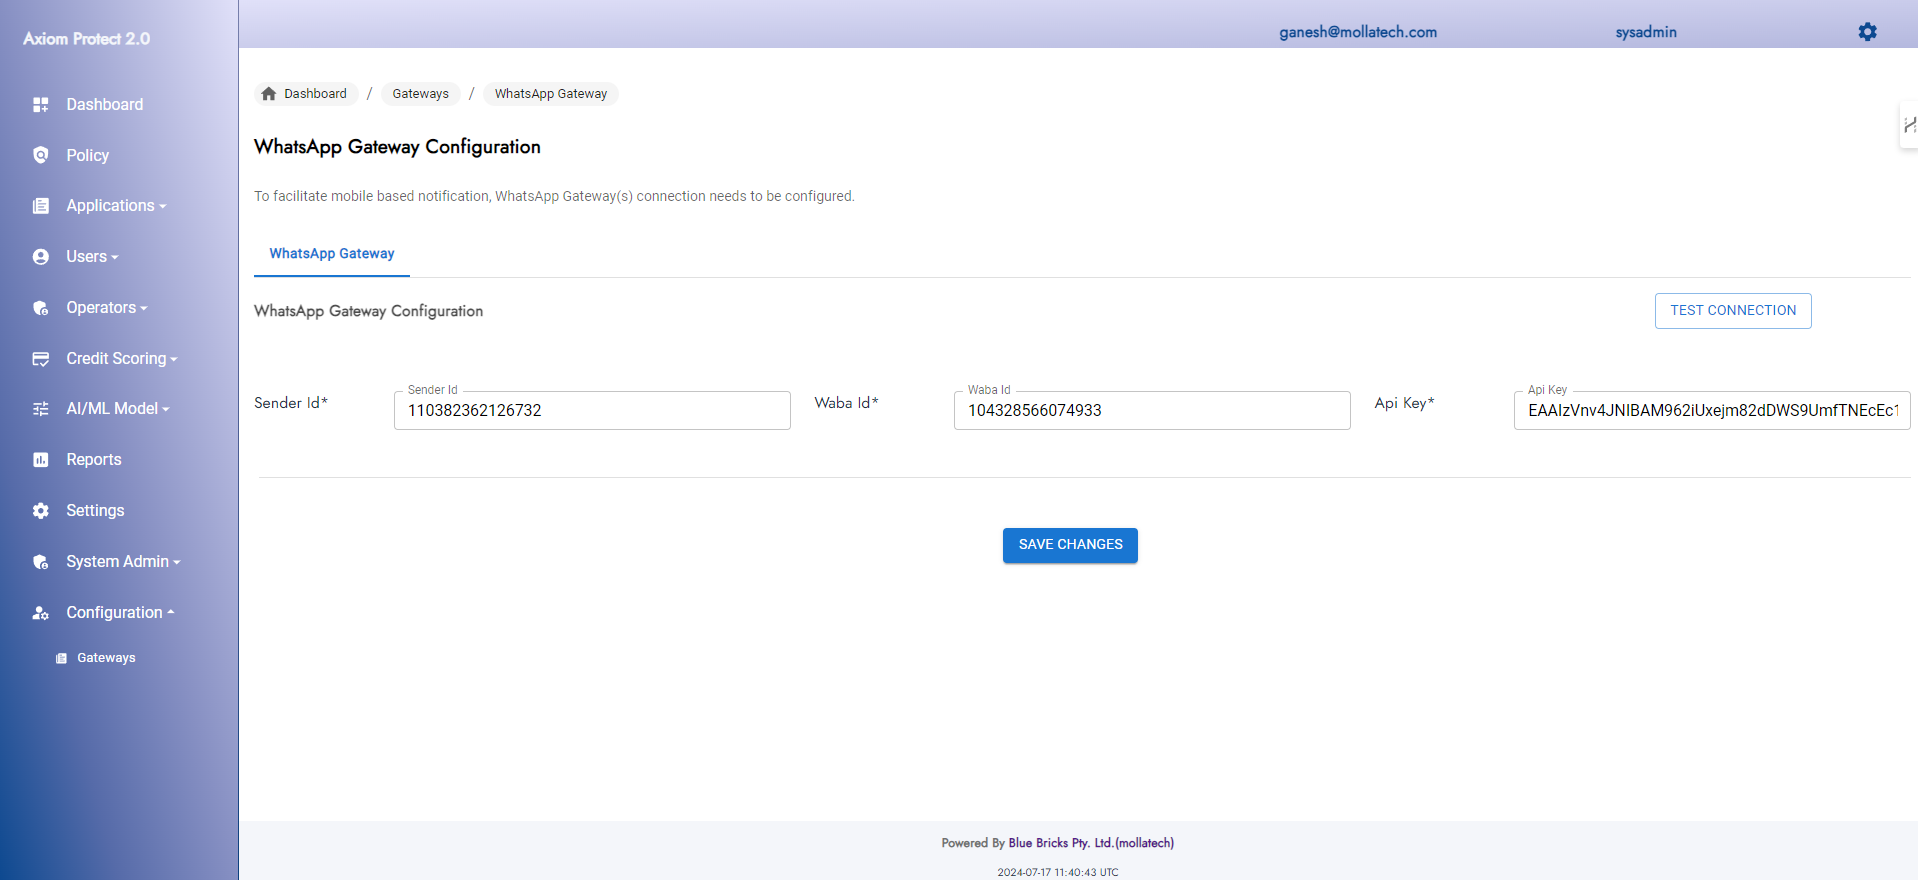 Axiom Protect 2.0
ganesh@mollatech.com
sysadmin
Dashboard
Policy
Applications
Users
Operators
Credit Scoring
AI/ML Model
Reports
Settings
System Admin
Configuration
Gateways
Dashboard / Gateways / WhatsApp Gateway
WhatsApp Gateway Configuration
To facilitate mobile based notification, WhatsApp Gateway(s) connection needs to be configured.
WhatsApp Gateway
WhatsApp Gateway Configuration
TEST CONNECTION
Sender Id*
Sender Id
110382362126732
Waba Id*
Waba Id
104328566074933
Api Key*
Api Key
EAAIzVnv4JNIBAM962iUxejm82dDWS9UmfTNEcEc1
SAVE CHANGES
Powered By Blue Bricks Pty. Ltd.(mollatech)
2024-07-17 11:40:43 UTC